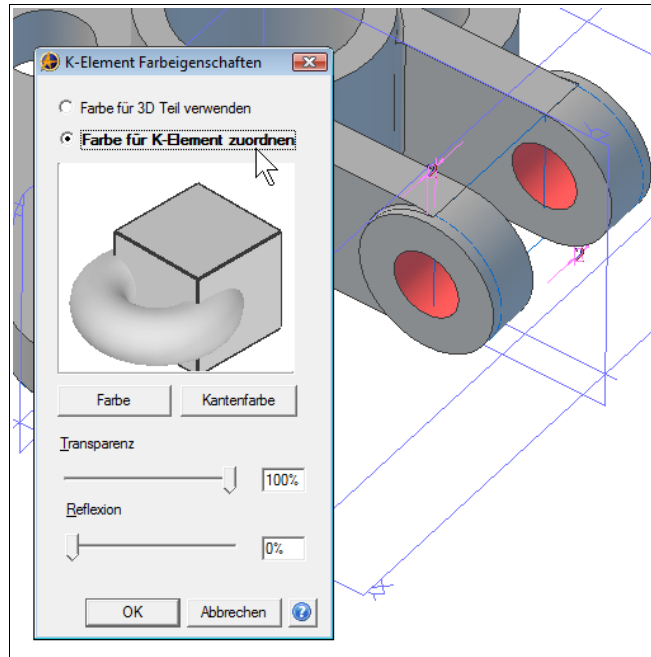 K-Element Farbeigenschaften
Farbe für 3D Teil verwenden
Farbe für K-Element zuordnen
Farbe
Kantenfarbe
Transparenz
100%
Reflexion
0%
OK
Abbrechen
?